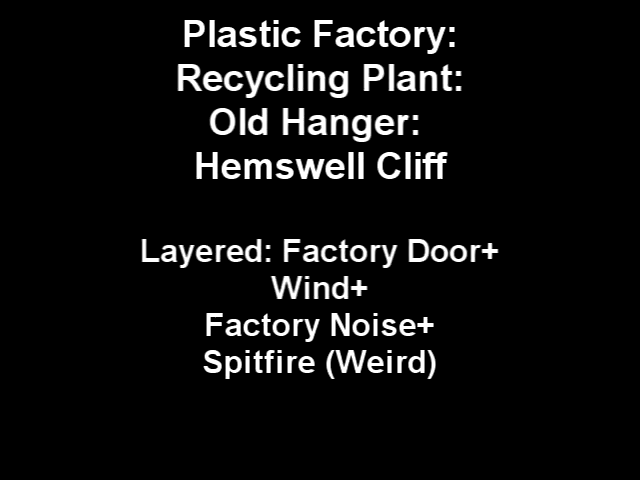 Plastic Factory:
Recycling Plant:
Old Hanger:
Hemswell Cliff
Layered: Factory Door+
Wind+
Factory Noise+
Spitfire (Weird)